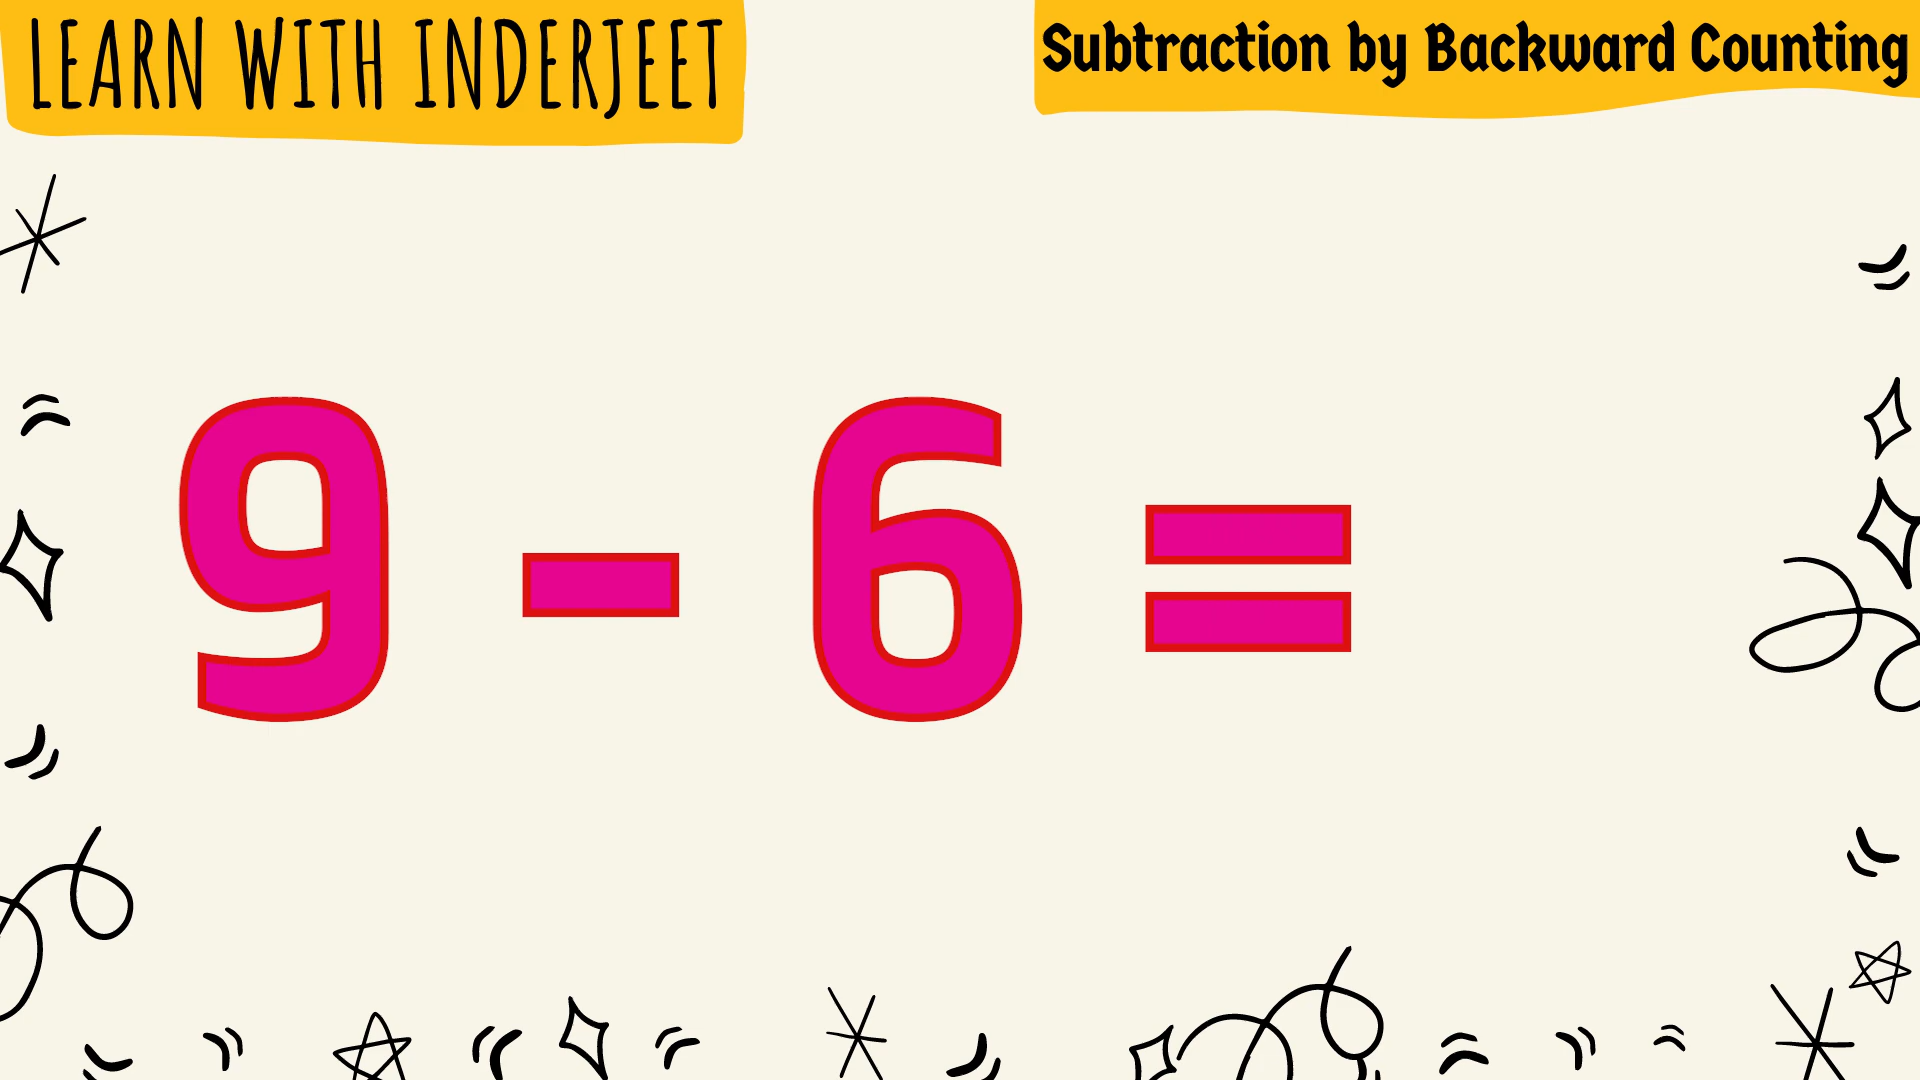 LEARN WITH INDERJEET
Subtraction by Backward Counting
9 - 6 =